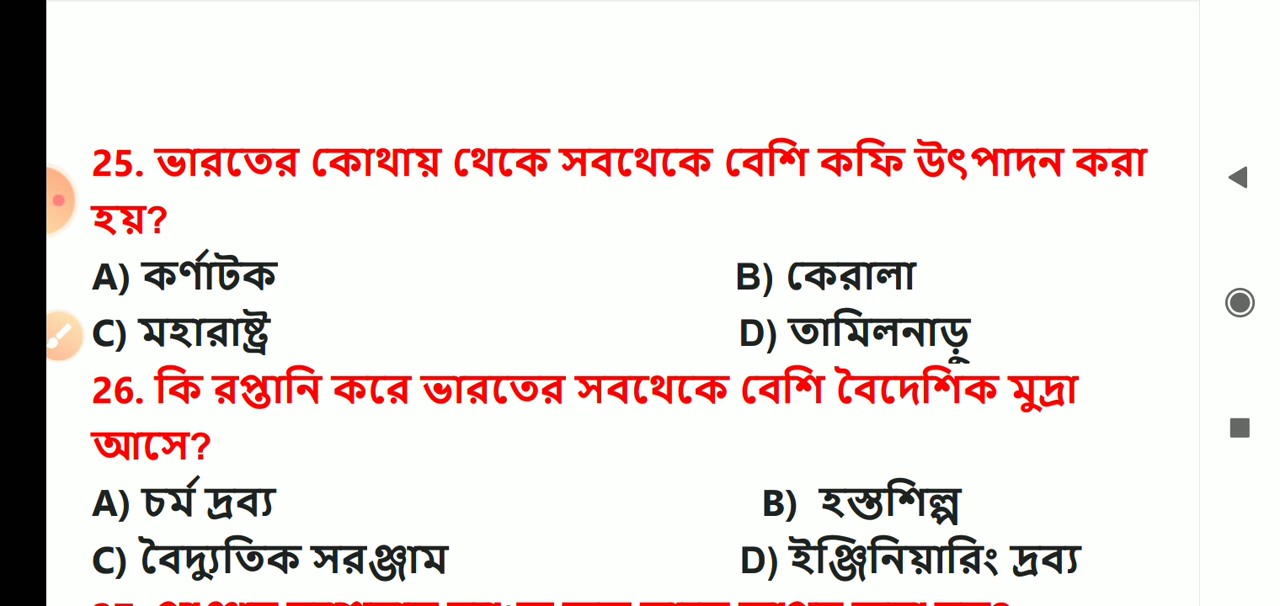 25. ভারতের কোথায় থেকে সবথেকে বেশি কফি উৎপাদন করা
হয়?
A) কর্ণাটক B) কেরালা
C) মহারাষ্ট্র D) তামিলনাড়ু
26. কি রপ্তানি করে ভারতের সবথেকে বেশি বৈদেশিক মুদ্রা
আসে?
A) চর্ম দ্রব্য B) হস্তশিল্প
C) বৈদ্যুতিক সরঞ্জাম D) ইঞ্জিনিয়ারিং দ্রব্য